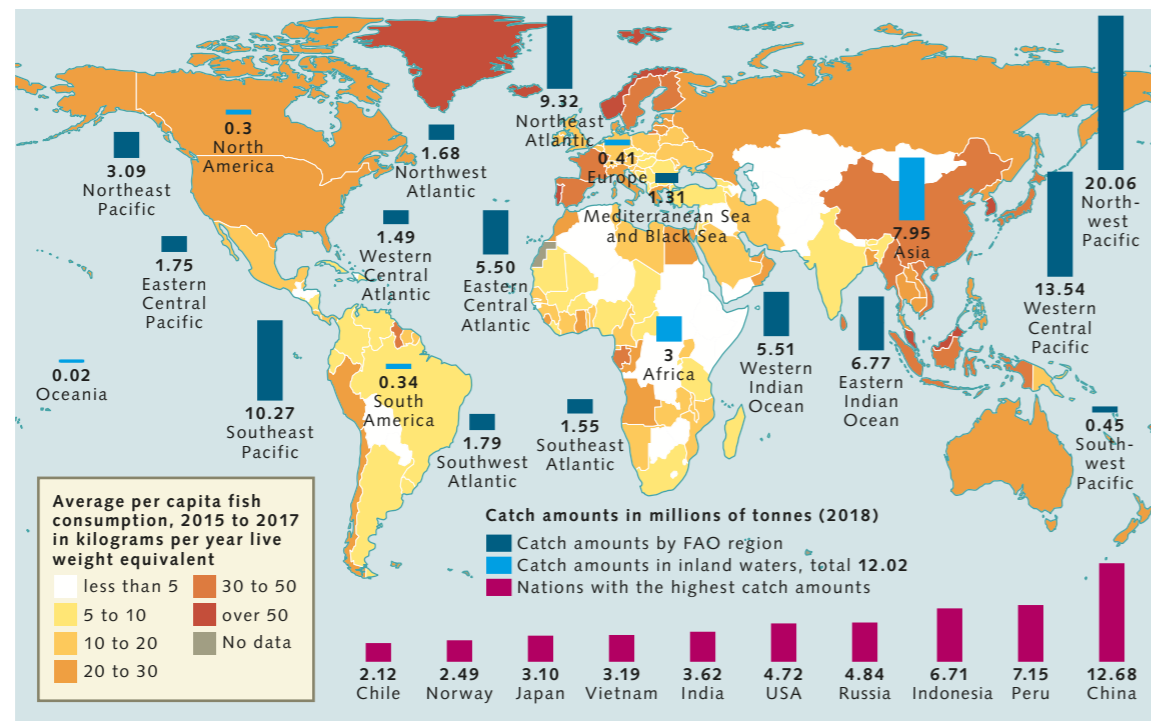 9.32
Northeast
Atlantic
0.3
North
America
1.68
Northwest
Atlantic
3.09
Northeast
Pacific
0.41
Europe
1.31
Mediterranean Sea
and Black Sea
20.06
North-
west
Pacific
7.95
Asia
1.49
Western
Central
Atlantic
1.75
Eastern
Central
Pacific
5.50
Eastern
Central
Atlantic
13.54
Western
Central
Pacific
5.51
Western
Indian
Ocean
6.77
Eastern
Indian
Ocean
3
Africa
0.02
Oceania
0.34
South
America
10.27
Southeast
Pacific
1.79
Southwest
Atlantic
1.55
Southeast
Atlantic
0.45
South-
west
Pacific
Average per capita fish
consumption, 2015 to 2017
in kilograms per year live
weight equivalent
less than 5
5 to 10
10 to 20
20 to 30
30 to 50
over 50
No data
Catch amounts in millions of tonnes (2018)
Catch amounts by FAO region
Catch amounts in inland waters, total 12.02
Nations with the highest catch amounts
2.12
Chile
2.49
Norway
3.10
Japan
3.19
Vietnam
3.62
India
4.72
USA
4.84
Russia
6.71
Indonesia
7.15
Peru
12.68
China